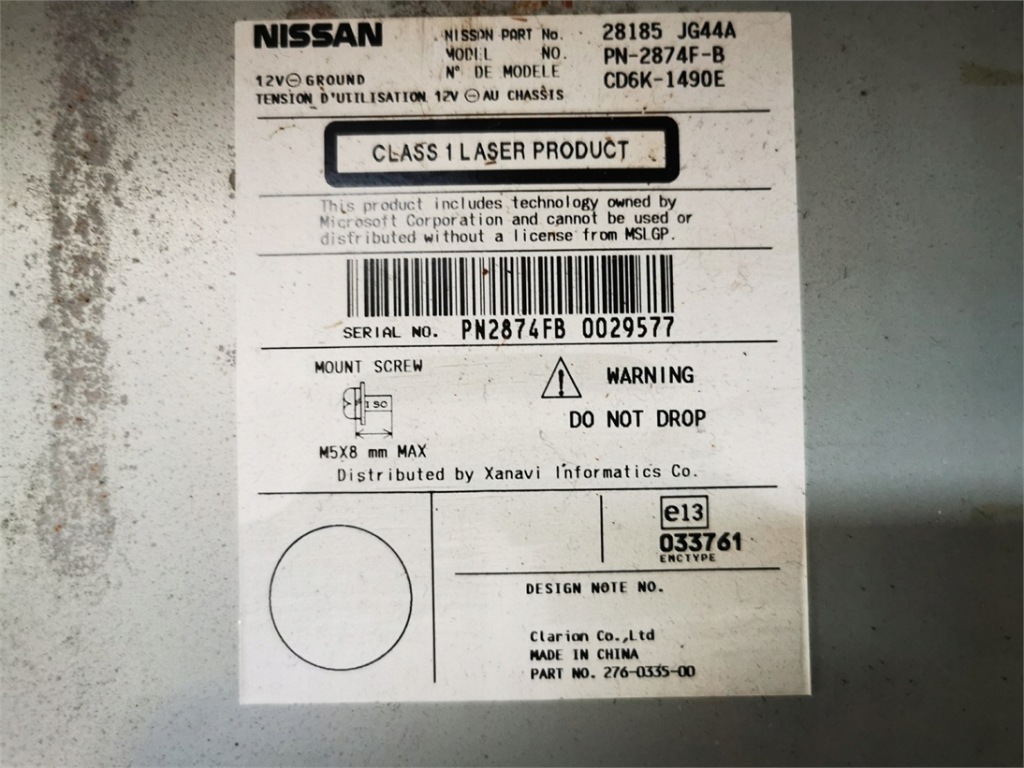 NISSAN NISSON PART No. 28185 JG44A
MODEL NO. PN-2874F-B
N° DE MODELE CD6K-1490E
12V⊖GROUND
TENSION D'UTILISATION 12V ⊖AU CHASSIS
CLASS 1 LASER PRODUCT
This product includes technology owned by
Microsoft Corporation and cannot be used or
distributed without a license from MSLGP.
SERIAL NO. PN2874FB 0029577
MOUNT SCREW
ISO
M5X8 mm MAX
⚠ WARNING
DO NOT DROP
Distributed by Xanavi Informatics Co.
e13
033761
ENCTYPE
DESIGN NOTE NO.
Clarion Co.,Ltd
MADE IN CHINA
PART NO. 276-0335-00